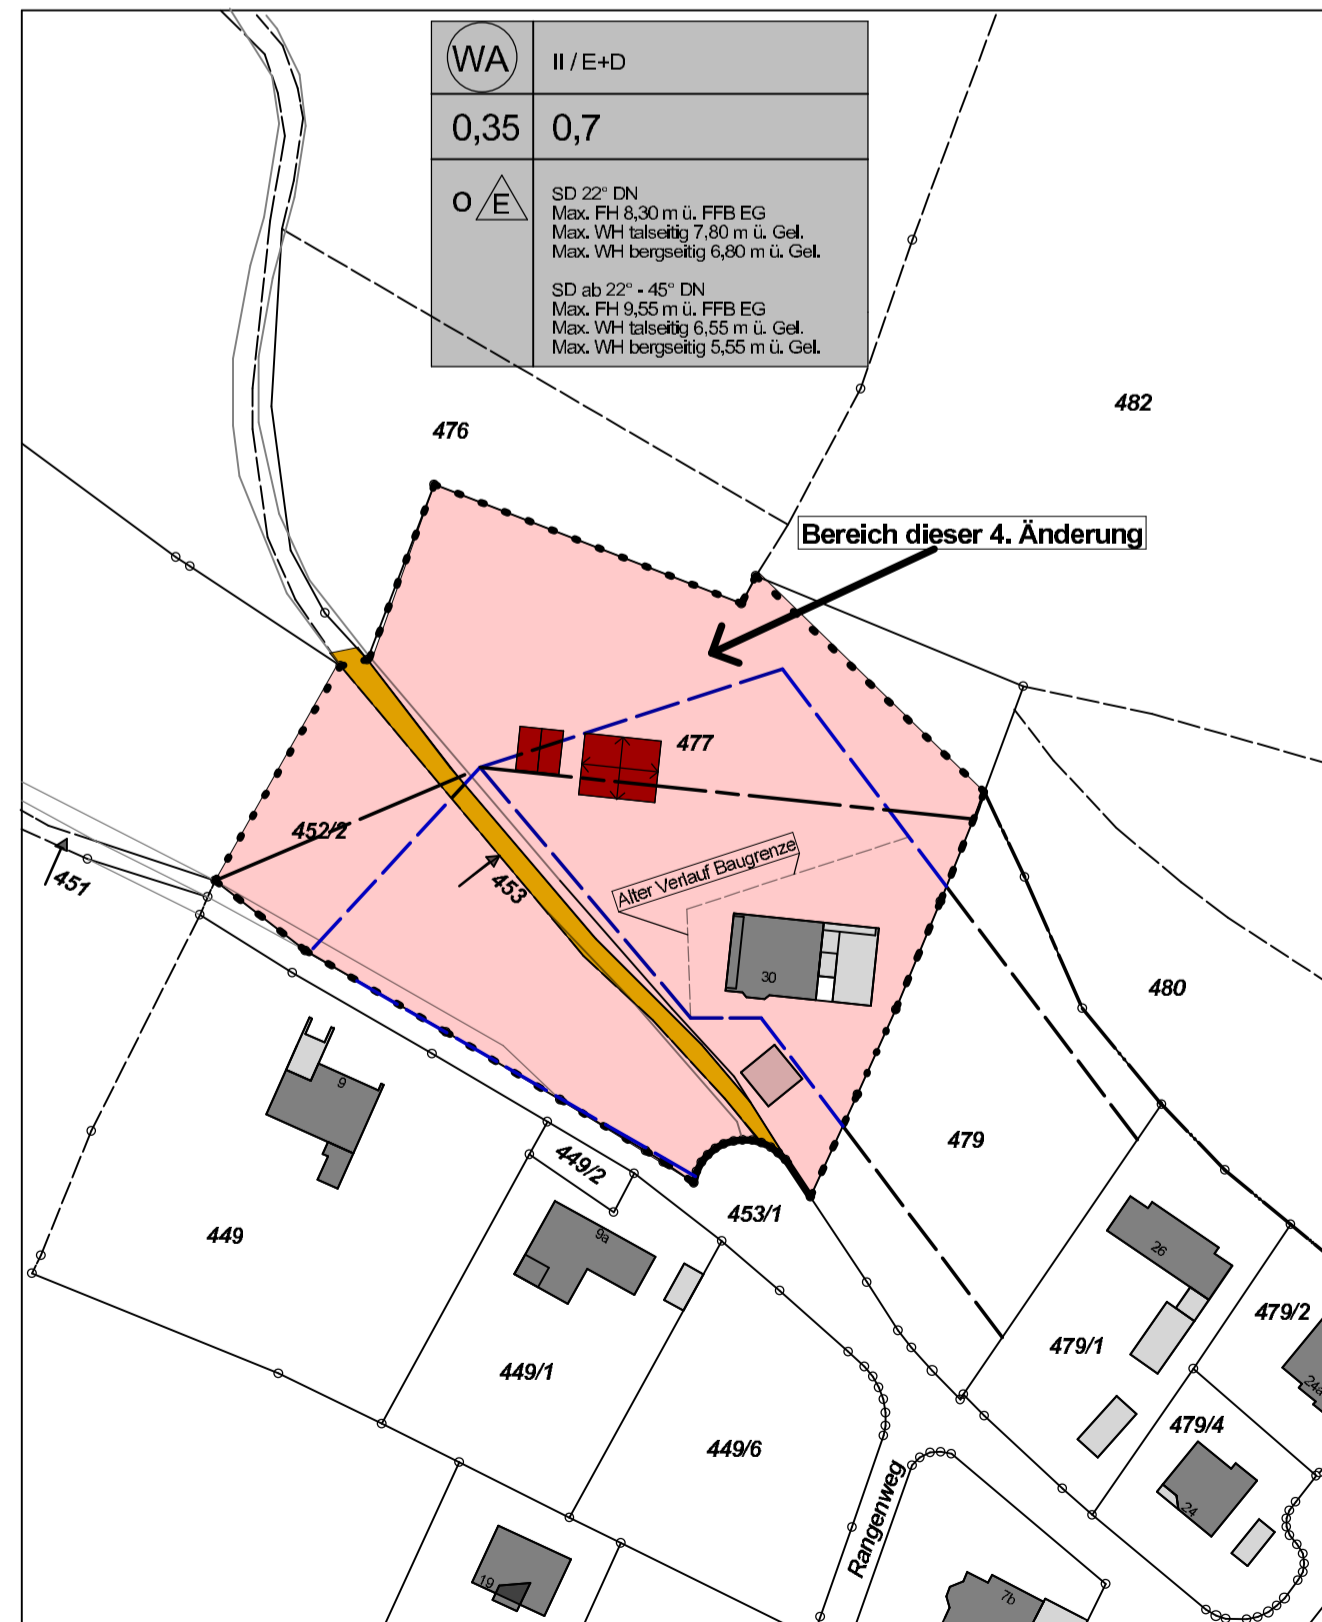 WA
II / E+D
0,35
0,7
O
E
SD 22° DN
Max. FH 8,30 m ü. FFB EG
Max. WH talseitig 7,80 m ü. Gel.
Max. WH bergseitig 6,80 m ü. Gel.
SD ab 22° - 45° DN
Max. FH 9,55 m ü. FFB EG
Max. WH talseitig 6,55 m ü. Gel.
Max. WH bergseitig 5,55 m ü. Gel.
482
476
Bereich dieser 4. Änderung
477
452/2
451
453
Alter Verlauf Baugrenze
30
480
9
479
449/2
453/1
449
9a
26
479/2
479/1
449/1
24a
479/4
449/6
Rangenweg
24
19
7b